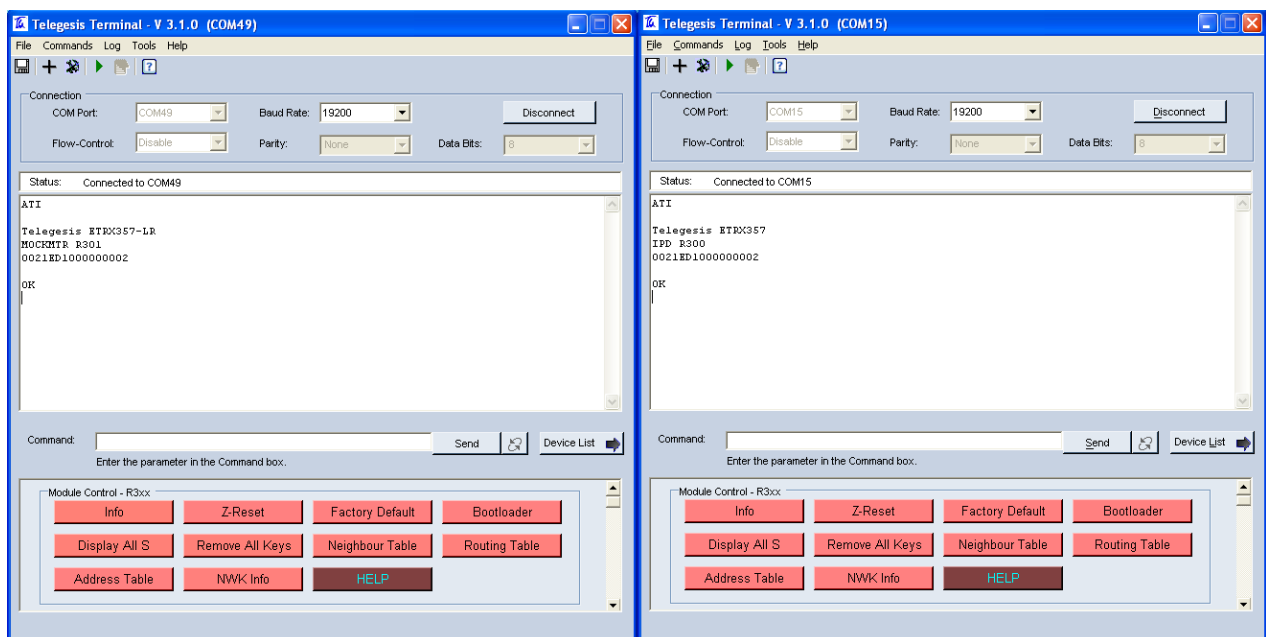 Telegesis Terminal - V 3.1.0 (COM49)
File Commands Log Tools Help
Connection
COM Port: COM49 Baud Rate: 19200 Disconnect
Flow-Control: Disable Parity: None Data Bits: 8
Status: Connected to COM49
ATI
Telegesis ETRX357-LR
MOCKMTR R301
0021ED1000000002
OK
Command: Send Device List
Enter the parameter in the Command box.
Module Control - R3xx
Info Z-Reset Factory Default Bootloader
Display All S Remove All Keys Neighbour Table Routing Table
Address Table NWK Info HELP
Telegesis Terminal - V 3.1.0 (COM15)
File Commands Log Tools Help
Connection
COM Port: COM15 Baud Rate: 19200 Disconnect
Flow-Control: Disable Parity: None Data Bits: 8
Status: Connected to COM15
ATI
Telegesis ETRX357
IPD R300
0021ED1000000002
OK
Command: Send Device List
Enter the parameter in the Command box.
Module Control - R3xx
Info Z-Reset Factory Default Bootloader
Display All S Remove All Keys Neighbour Table Routing Table
Address Table NWK Info HELP